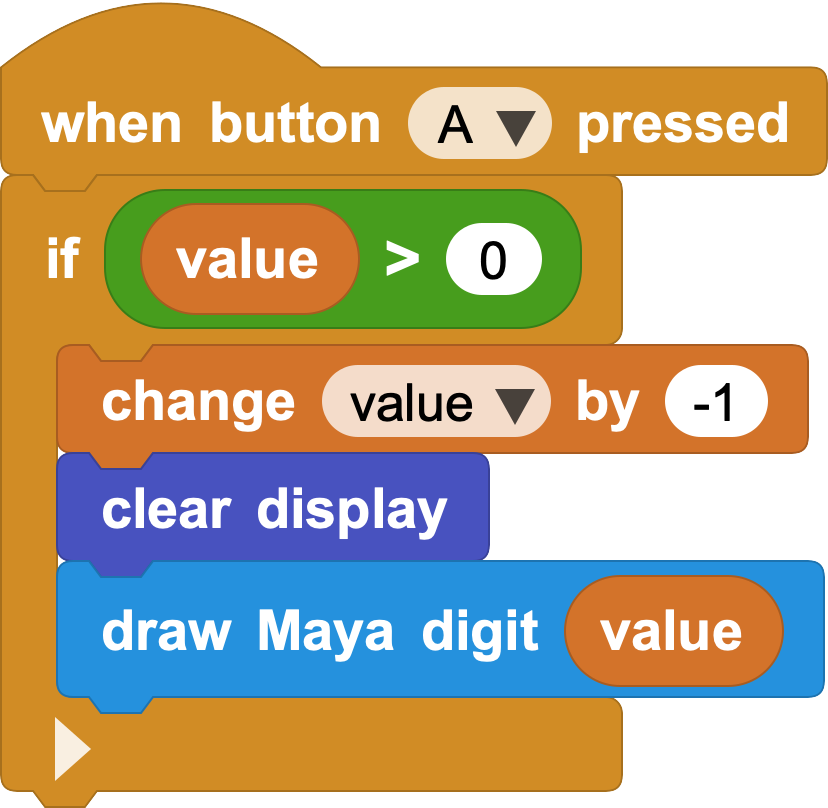 when button A pressed
if value > 0
change value by -1
clear display
draw Maya digit value